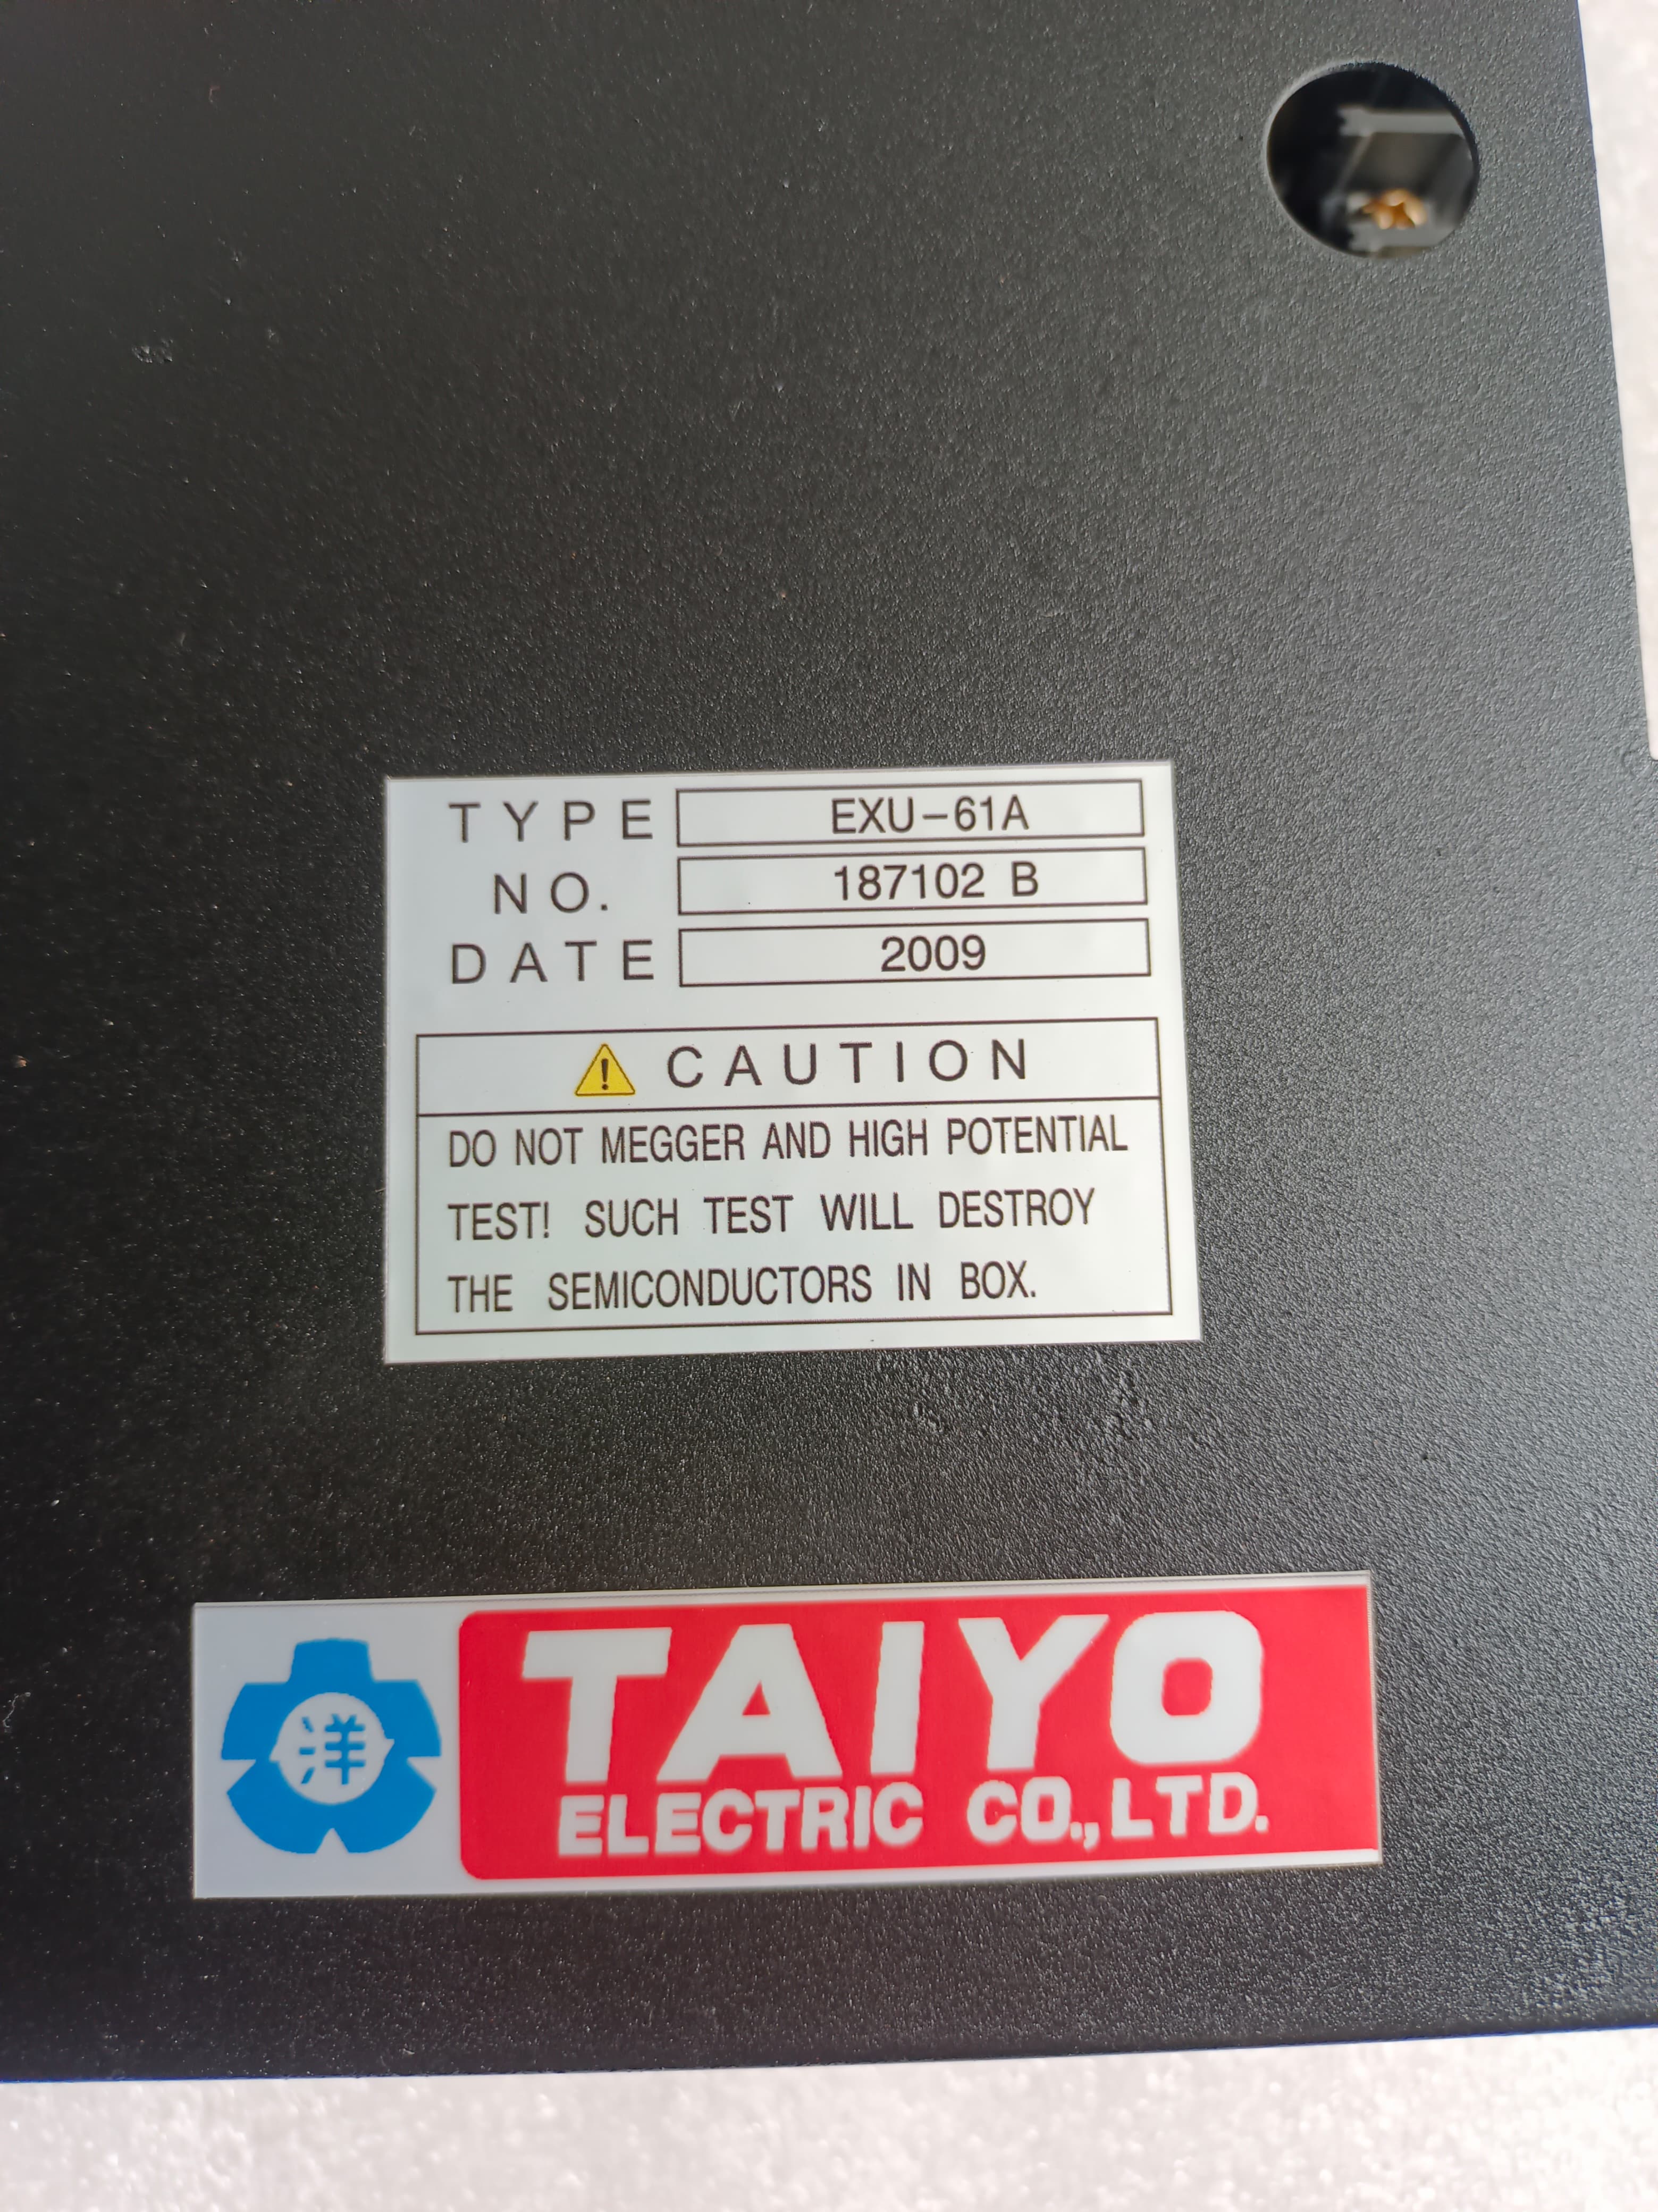 TYPE EXU-61A
NO. 187102 B
DATE 2009
CAUTION
DO NOT MEGGER AND HIGH POTENTIAL
TEST! SUCH TEST WILL DESTROY
THE SEMICONDUCTORS IN BOX.
洋
TAIYO
ELECTRIC CO.,LTD.